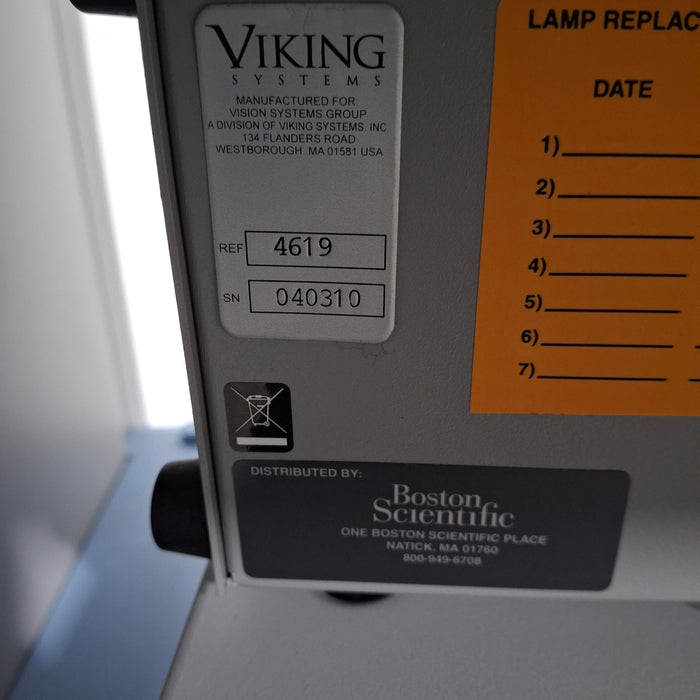 VIKING
SYSTEMS
MANUFACTURED FOR
VISION SYSTEMS GROUP
A DIVISION OF VIKING SYSTEMS, INC
134 FLANDERS ROAD
WESTBOROUGH, MA 01581 USA
REF 4619
SN 040310
LAMP REPLAC
DATE
1)
2)
3)
4)
5)
6)
7)
DISTRIBUTED BY:
Boston
Scientific
ONE BOSTON SCIENTIFIC PLACE
NATICK, MA 01760
800-949-6708